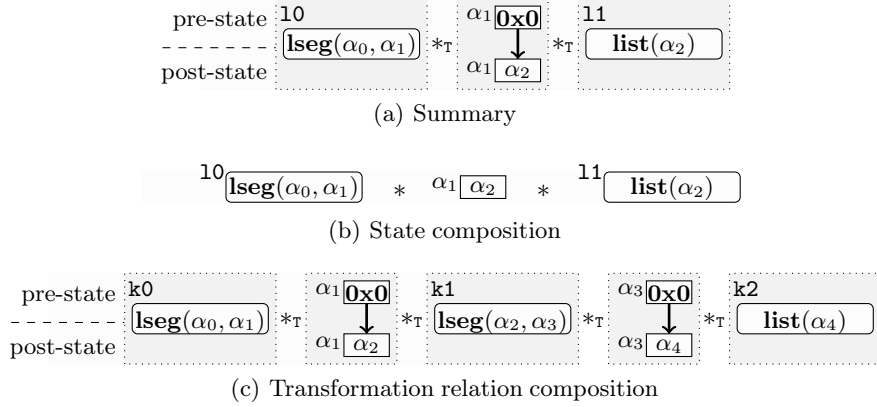 pre-state l0 lseg(α0, α1) *T α1 0x0 *T l1 list(α2)
post-state α1 α2
(a) Summary
l0 lseg(α0, α1) * α1 α2 * l1 list(α2)
(b) State composition
pre-state k0 lseg(α0, α1) *T α1 0x0 *T k1 lseg(α2, α3) *T α3 0x0 *T k2 list(α4)
post-state α1 α2 α3 α4
(c) Transformation relation composition